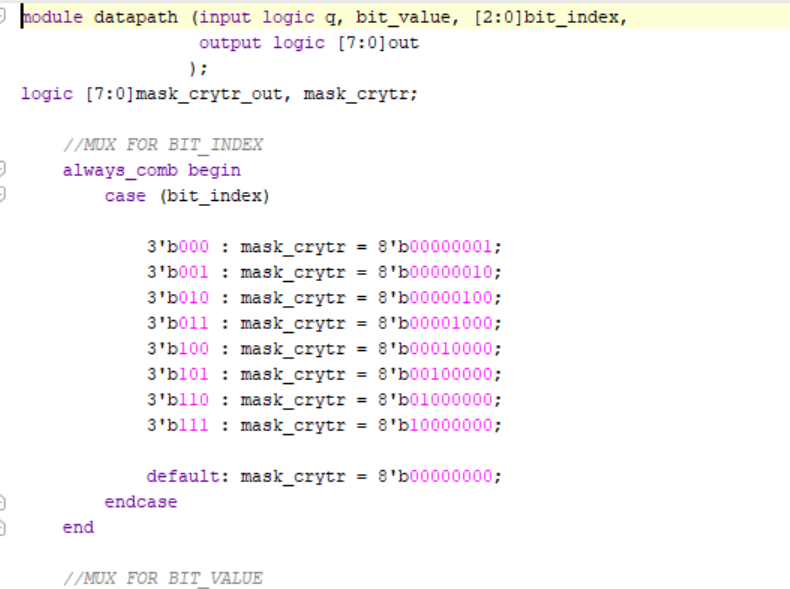 module datapath (input logic q, bit_value, [2:0]bit_index,
output logic [7:0]out
);
logic [7:0]mask_crytr_out, mask_crytr;
//MUX FOR BIT_INDEX
always_comb begin
case (bit_index)
3'b000 : mask_crytr = 8'b00000001;
3'b001 : mask_crytr = 8'b00000010;
3'b010 : mask_crytr = 8'b00000100;
3'b011 : mask_crytr = 8'b00001000;
3'b100 : mask_crytr = 8'b00010000;
3'b101 : mask_crytr = 8'b00100000;
3'b110 : mask_crytr = 8'b01000000;
3'b111 : mask_crytr = 8'b10000000;
default: mask_crytr = 8'b00000000;
endcase
end
//MUX FOR BIT_VALUE